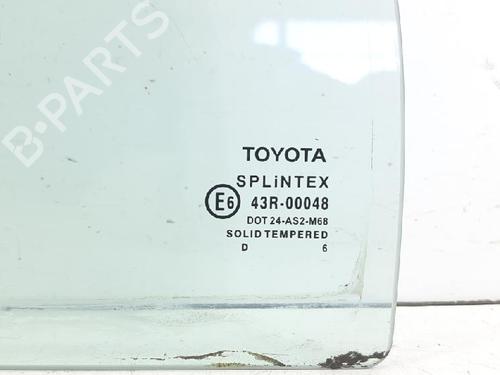 B-PARTS
TOYOTA
SPLiNTEX
E6 43R-00048
DOT 24-AS2-M68
SOLID TEMPERED
D 6